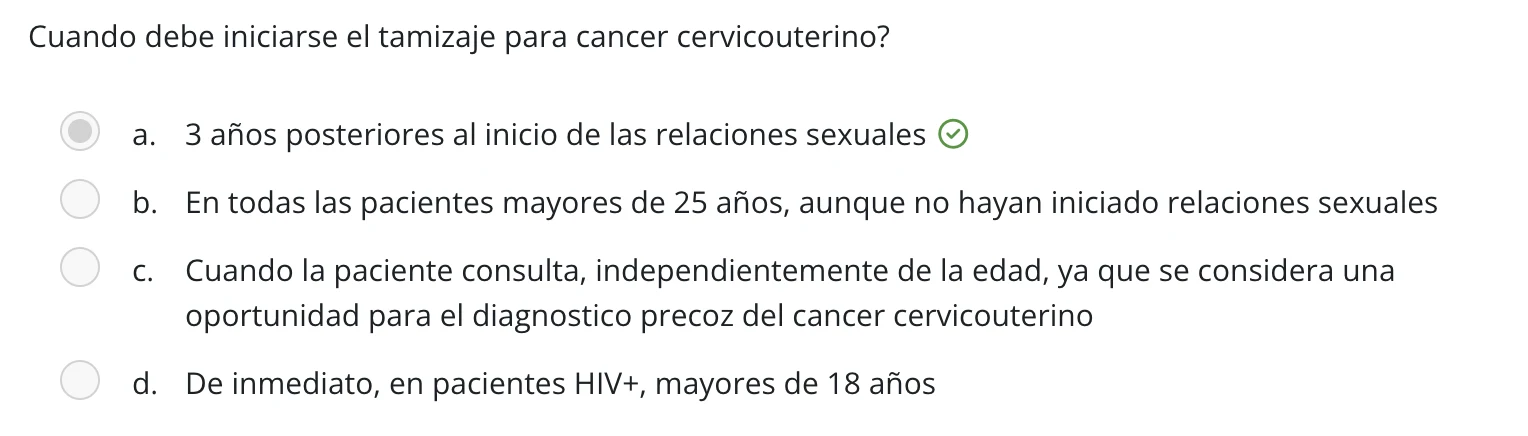 Cuando debe iniciarse el tamizaje para cancer cervicouterino?
a. 3 años posteriores al inicio de las relaciones sexuales
b. En todas las pacientes mayores de 25 años, aunque no hayan iniciado relaciones sexuales
c. Cuando la paciente consulta, independientemente de la edad, ya que se considera una
oportunidad para el diagnostico precoz del cancer cervicouterino
d. De inmediato, en pacientes HIV+, mayores de 18 años